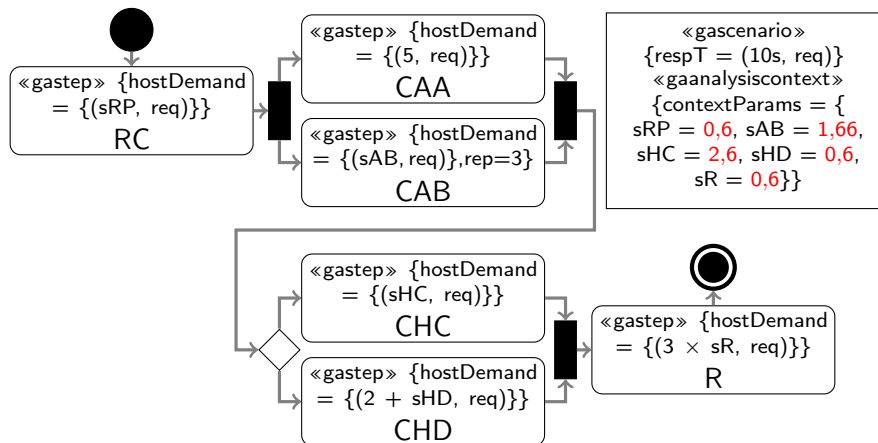 «gastep» {hostDemand
= {(sRP, req)}}
RC
«gastep» {hostDemand
= {(5, req)}}
CAA
«gastep» {hostDemand
= {(sAB, req)},rep=3}
CAB
«gascenario»
{respT = (10s, req)}
«gaanalysiscontext»
{contextParams = {
sRP = 0,6, sAB = 1,66,
sHC = 2,6, sHD = 0,6,
sR = 0,6}}
«gastep» {hostDemand
= {(sHC, req)}}
CHC
«gastep» {hostDemand
= {(2 + sHD, req)}}
CHD
«gastep» {hostDemand
= {(3 × sR, req)}}
R